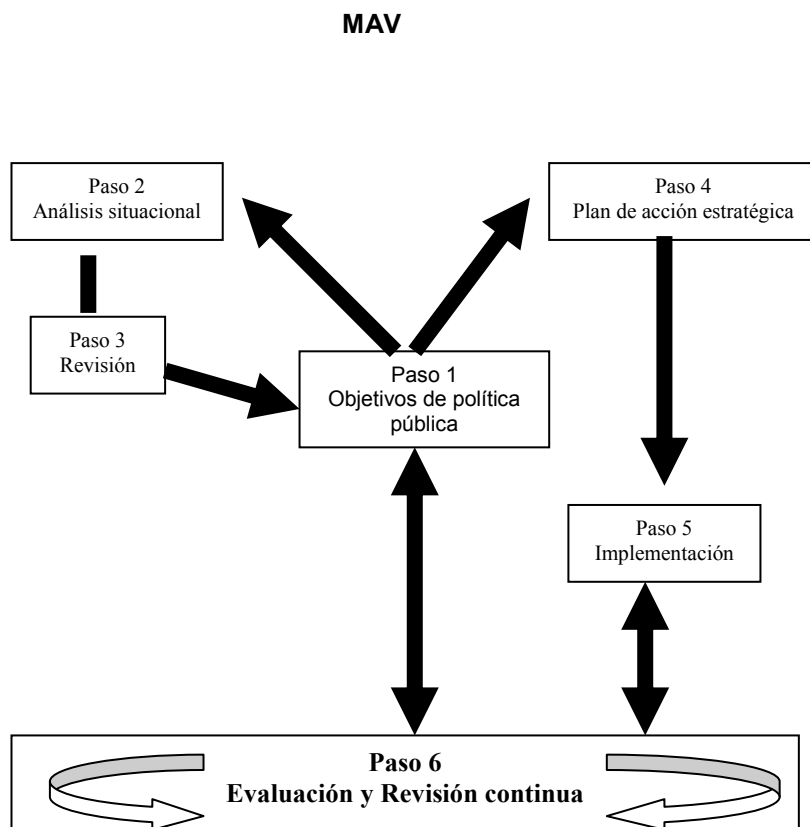 MAV
Paso 2
Análisis situacional
Paso 4
Plan de acción estratégica
Paso 3
Revisión
Paso 1
Objetivos de política
pública
Paso 5
Implementación
Paso 6
Evaluación y Revisión continua